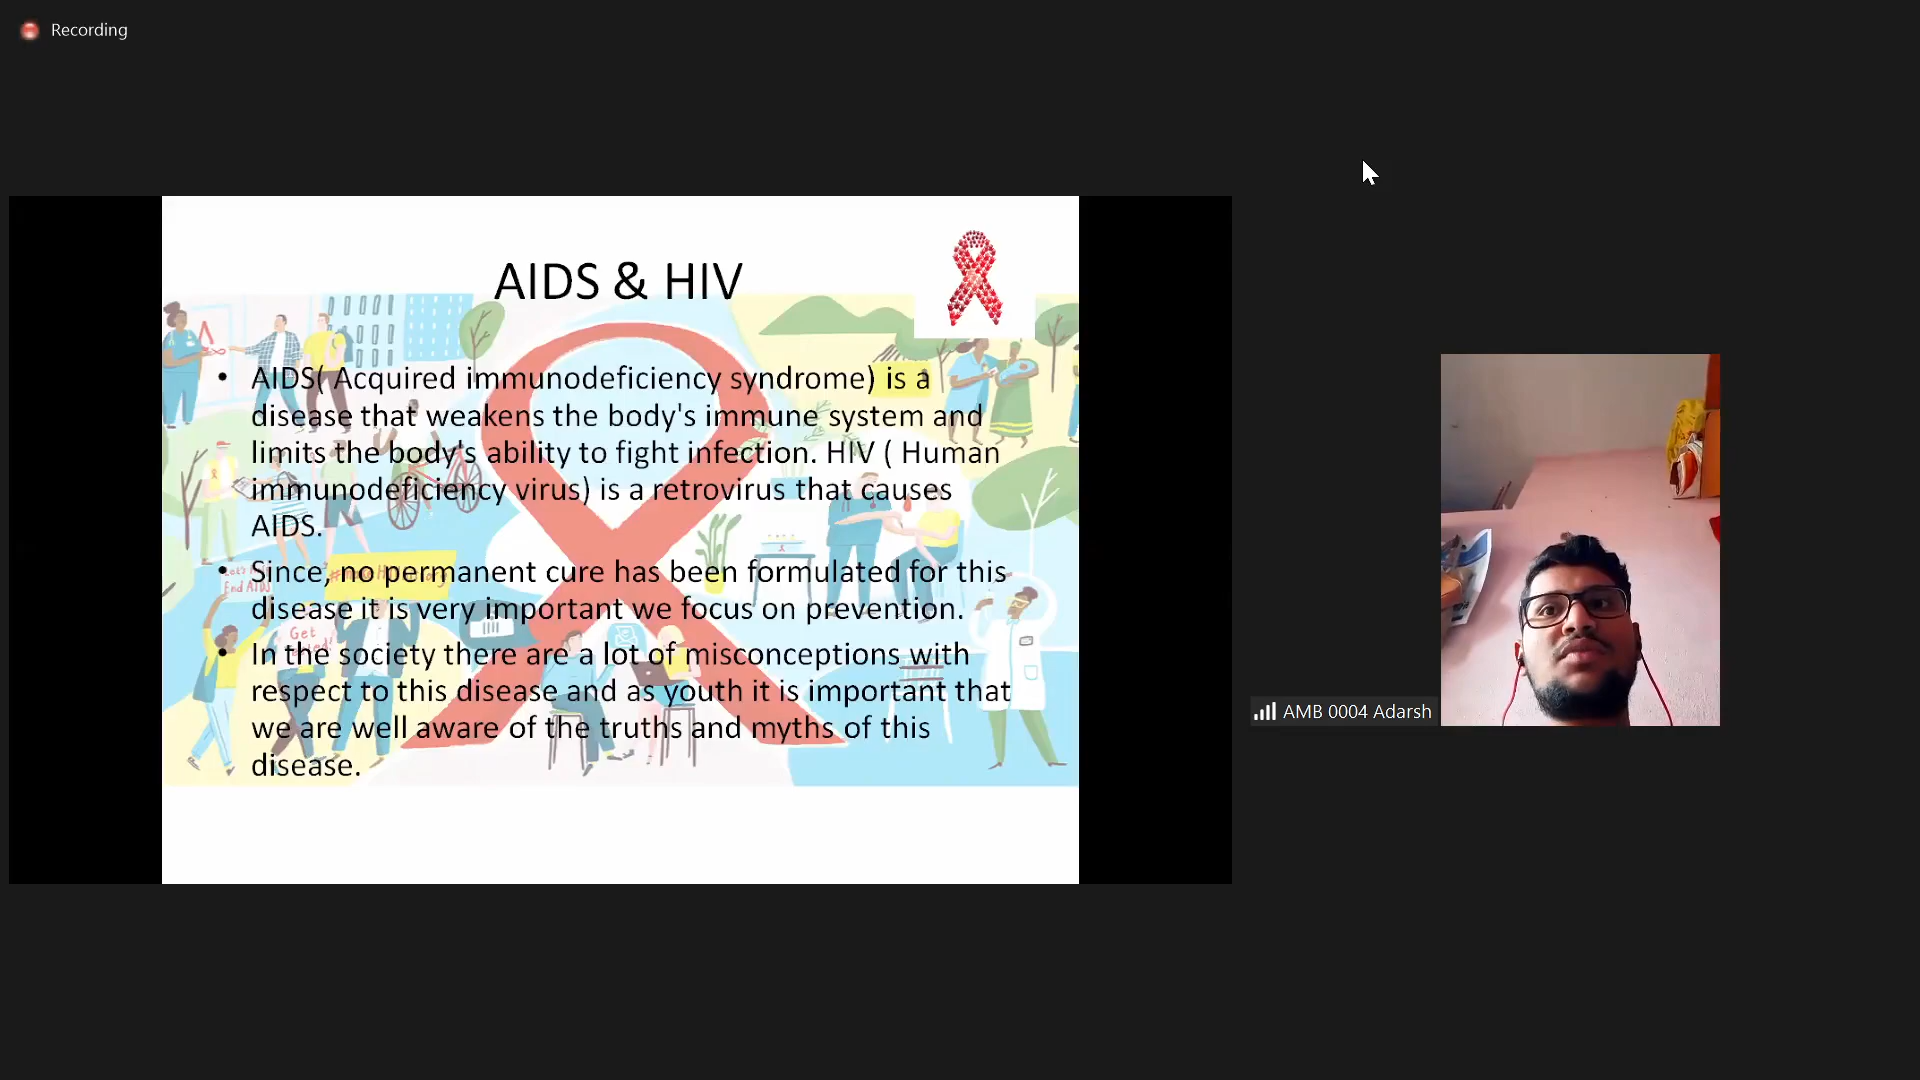 Recording
AIDS & HIV
• AIDS( Acquired immunodeficiency syndrome) is a
disease that weakens the body's immune system and
limits the body's ability to fight infection. HIV ( Human
immunodeficiency virus) is a retrovirus that causes
AIDS.
• Since, no permanent cure has been formulated for this
disease it is very important we focus on prevention.
End AIDS
Get
• In the society there are a lot of misconceptions with
respect to this disease and as youth it is important that
we are well aware of the truths and myths of this
disease.
AMB 0004 Adarsh